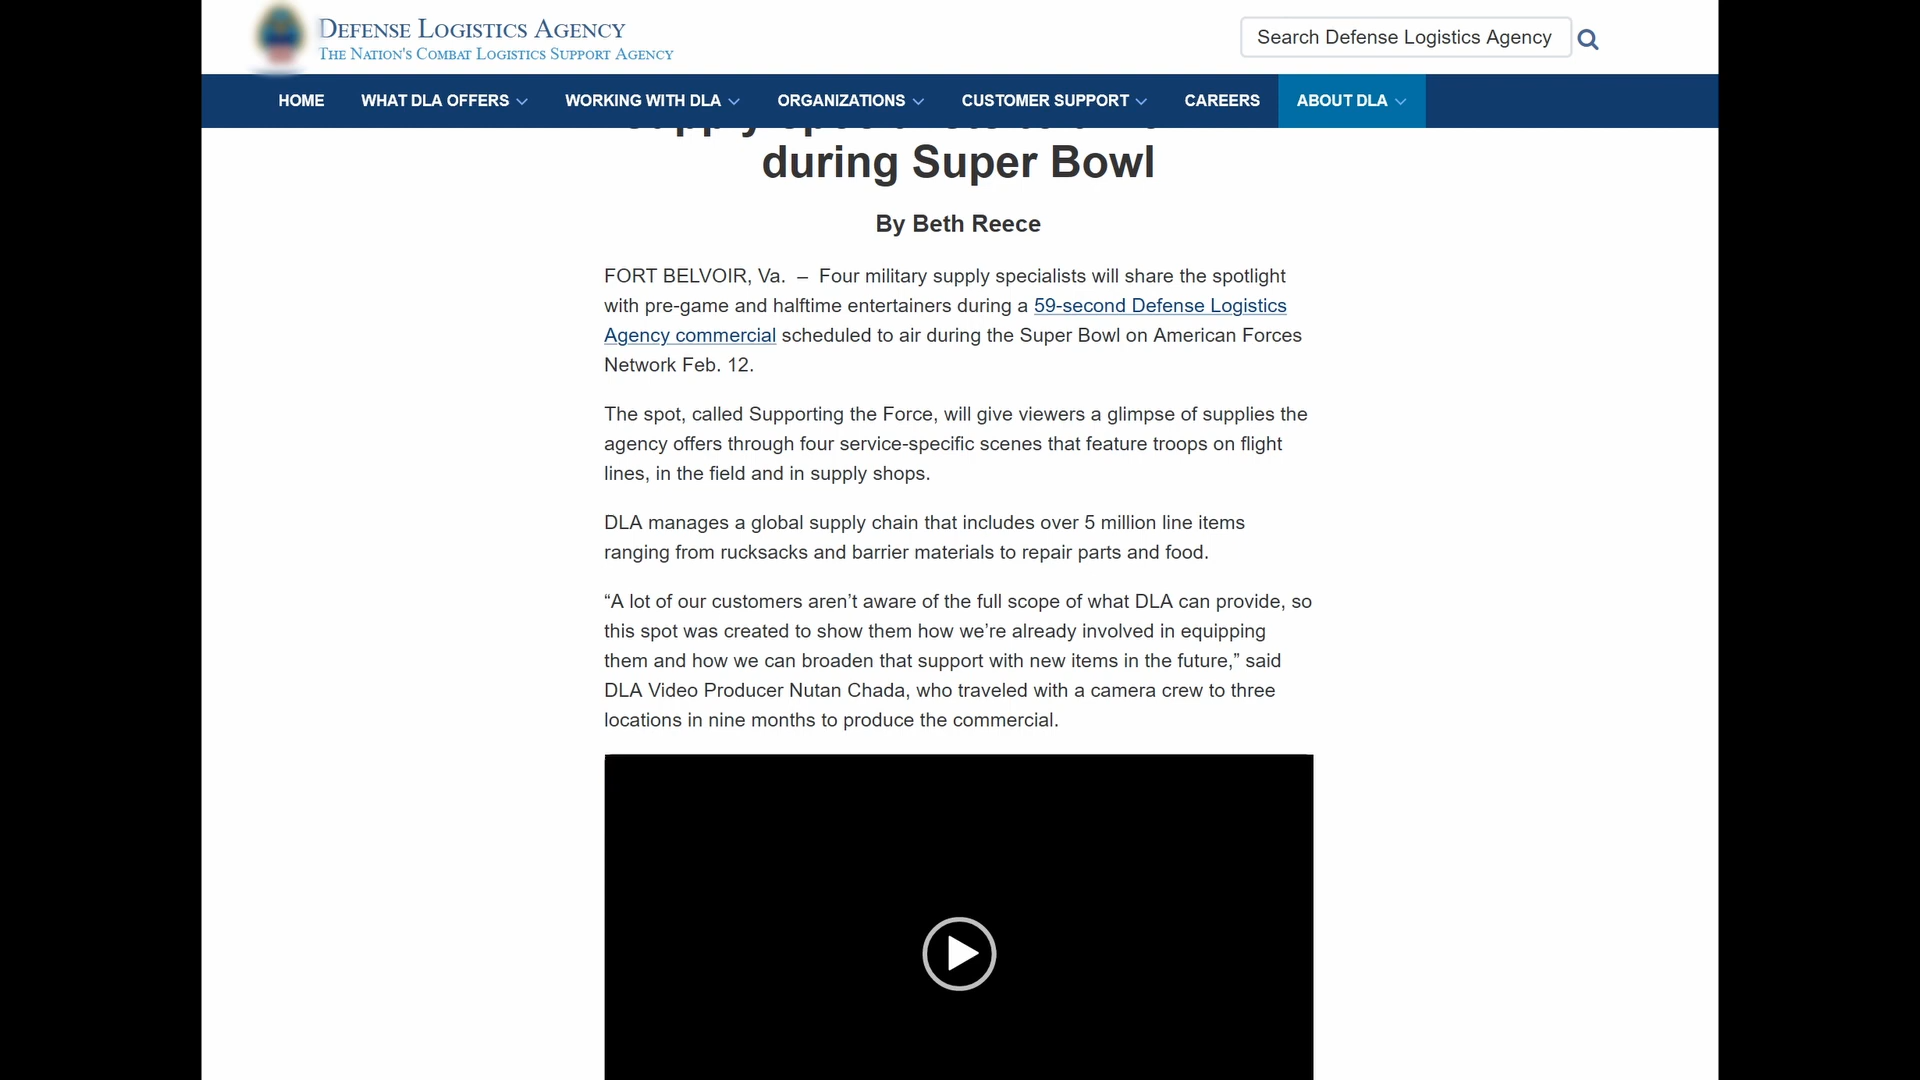 DEFENSE LOGISTICS AGENCY
THE NATION'S COMBAT LOGISTICS SUPPORT AGENCY
Search Defense Logistics Agency
HOME WHAT DLA OFFERS WORKING WITH DLA ORGANIZATIONS CUSTOMER SUPPORT CAREERS ABOUT DLA
during Super Bowl
By Beth Reece
FORT BELVOIR, Va. – Four military supply specialists will share the spotlight
with pre-game and halftime entertainers during a 59-second Defense Logistics
Agency commercial scheduled to air during the Super Bowl on American Forces
Network Feb. 12.
The spot, called Supporting the Force, will give viewers a glimpse of supplies the
agency offers through four service-specific scenes that feature troops on flight
lines, in the field and in supply shops.
DLA manages a global supply chain that includes over 5 million line items
ranging from rucksacks and barrier materials to repair parts and food.
“A lot of our customers aren’t aware of the full scope of what DLA can provide, so
this spot was created to show them how we’re already involved in equipping
them and how we can broaden that support with new items in the future,” said
DLA Video Producer Nutan Chada, who traveled with a camera crew to three
locations in nine months to produce the commercial.